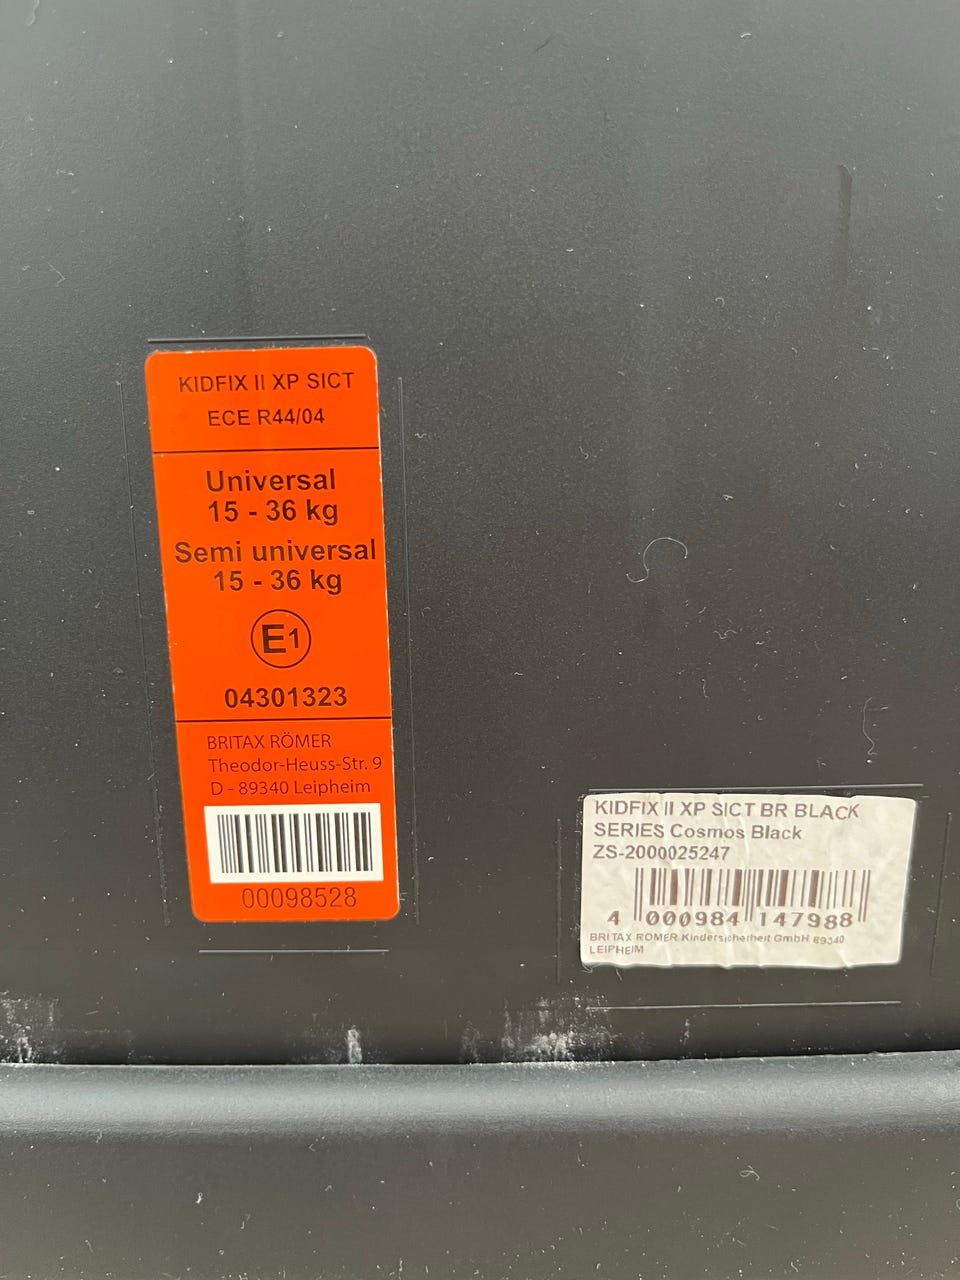 KIDFIX II XP SICT
ECE R44/04
Universal
15 - 36 kg
Semi universal
15 - 36 kg
E1
04301323
BRITAX RÖMER
Theodor-Heuss-Str. 9
D - 89340 Leipheim
00098528
KIDFIX II XP SICT BR BLACK
SERIES Cosmos Black
ZS-2000025247
4 000984 147988
BRITAX RÖMER Kindersicherheit GmbH 89340
LEIPHEIM